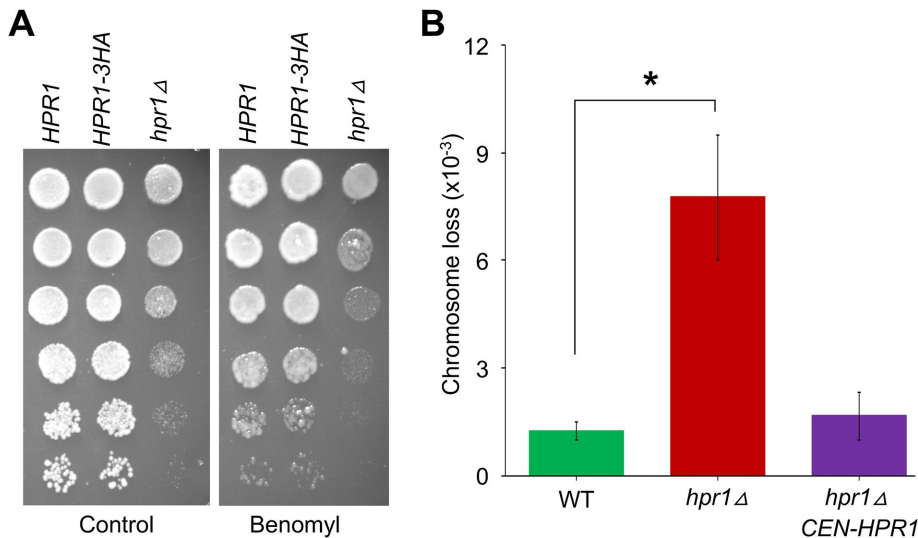 A
HPR1
HPR1-3HA
hpr1Δ
HPR1
HPR1-3HA
hpr1Δ
Control
Benomyl
B
Chromosome loss (x10-3)
12
9
6
3
0
*
WT
hpr1Δ
hpr1Δ
CEN-HPR1